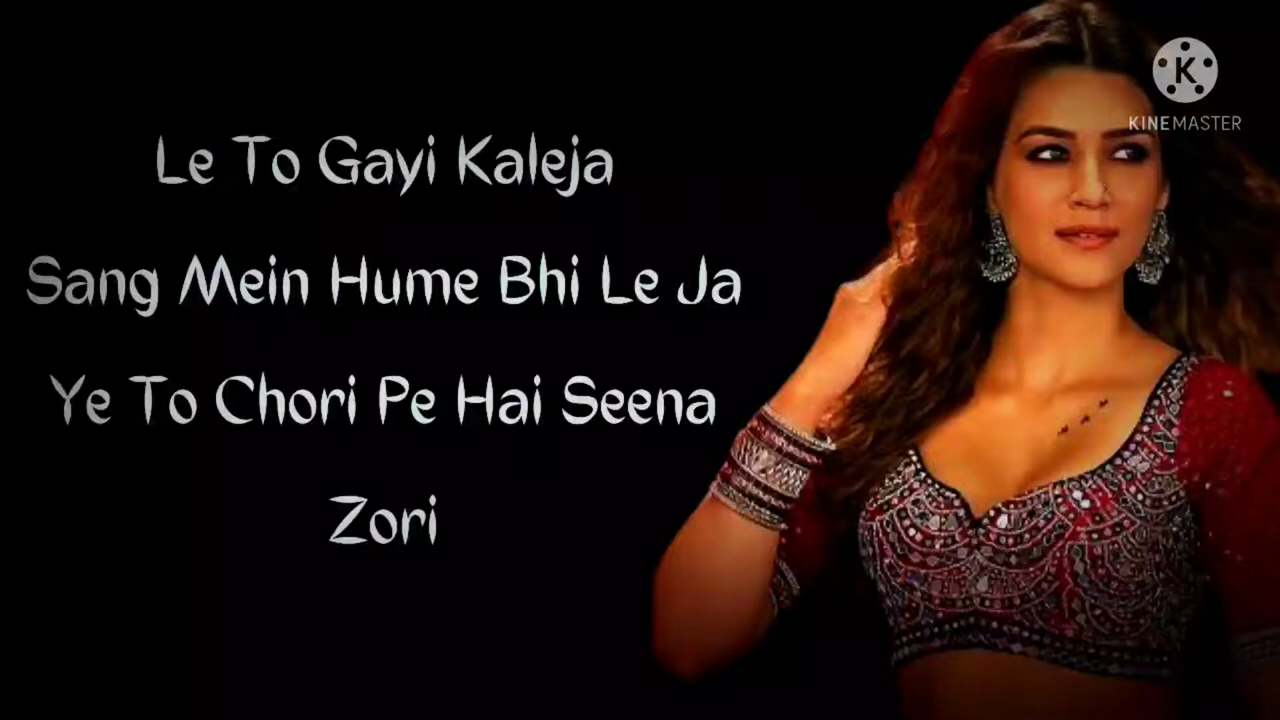 Le To Gayi Kaleja
Sang Mein Hume Bhi Le Ja
Ye To Chori Pe Hai Seena
Zori
K
KINEMASTER